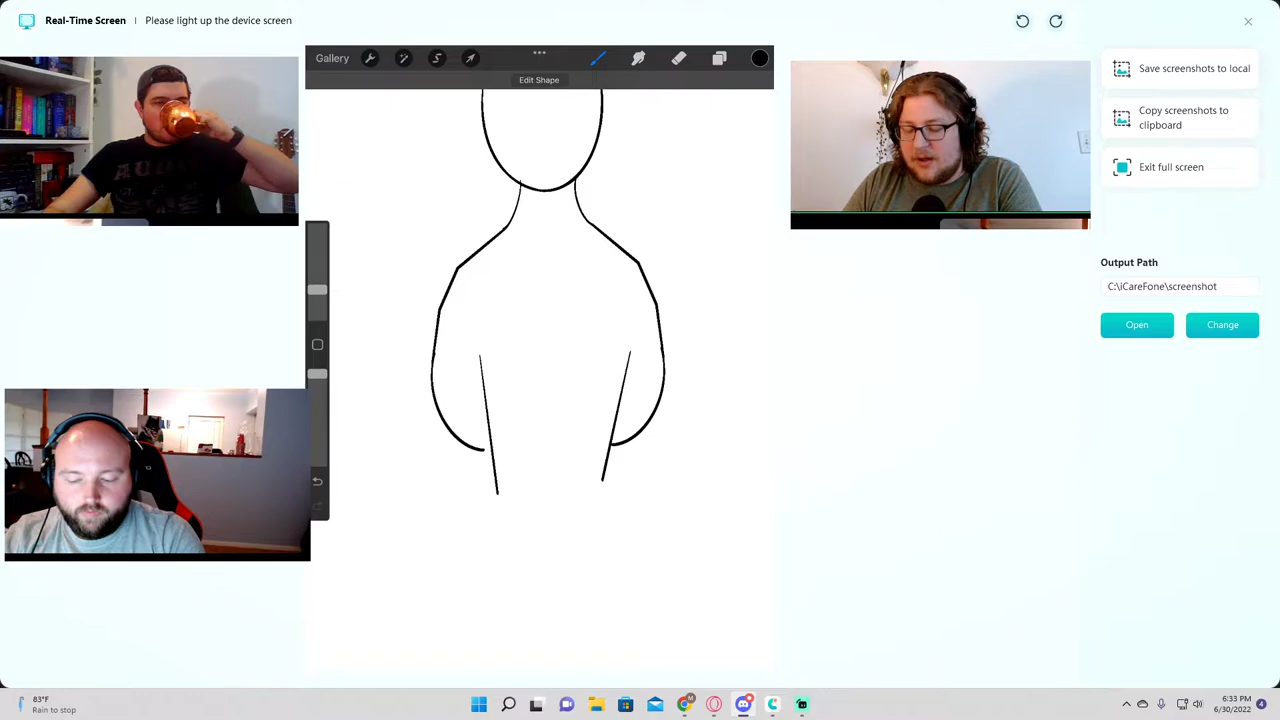 Real-Time Screen | Please light up the device screen
Gallery
Edit Shape
Save screenshots to local
Copy screenshots to
clipboard
Exit full screen
Output Path
C:\iCareFone\screenshot
Open Change
83°F
Rain to stop
6:33 PM
6/30/2022
4
M